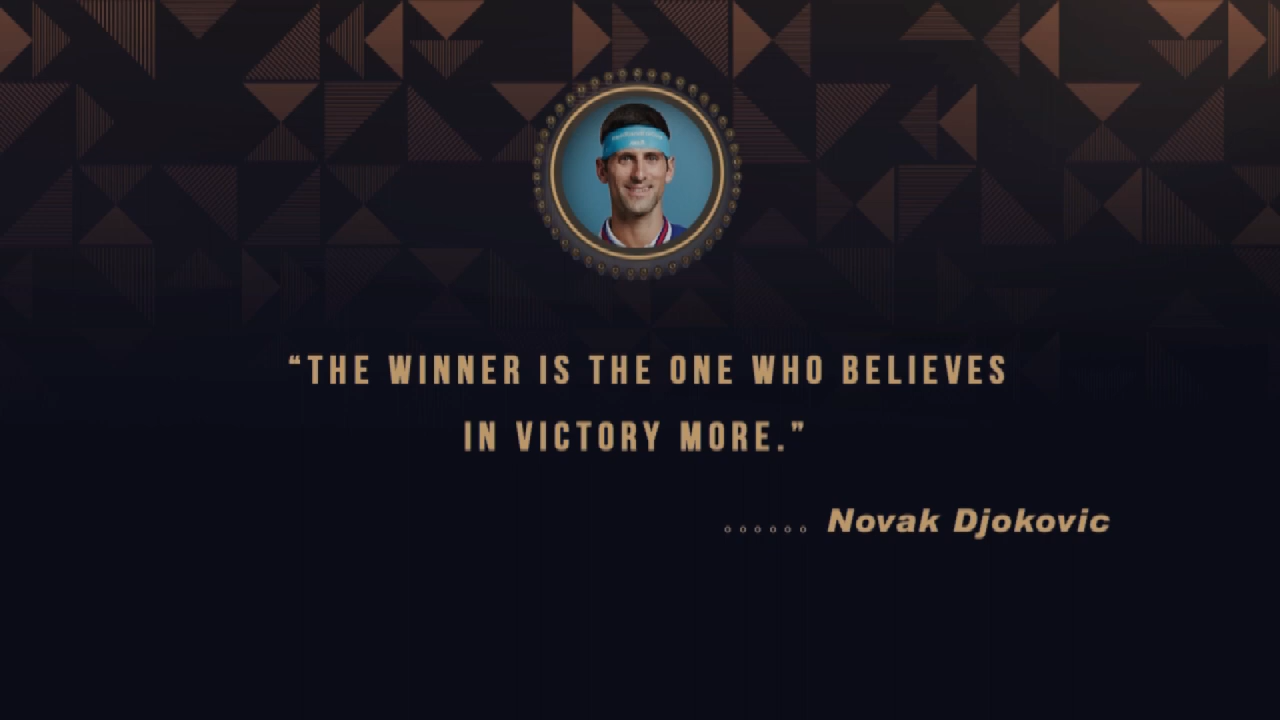 “THE WINNER IS THE ONE WHO BELIEVES
IN VICTORY MORE.”
...... Novak Djokovic